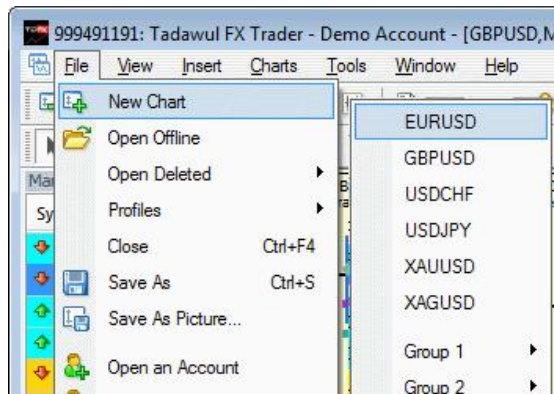 999491191: Tadawul FX Trader - Demo Account - [GBPUSD,M
File View Insert Charts Tools Window Help
New Chart
Open Offline
Open Deleted
Profiles
Close Ctrl+F4
Save As Ctrl+S
Save As Picture...
Open an Account
EURUSD
GBPUSD
USDCHF
USDJPY
XAUUSD
XAGUSD
Group 1
Group 2
Mar
Sy